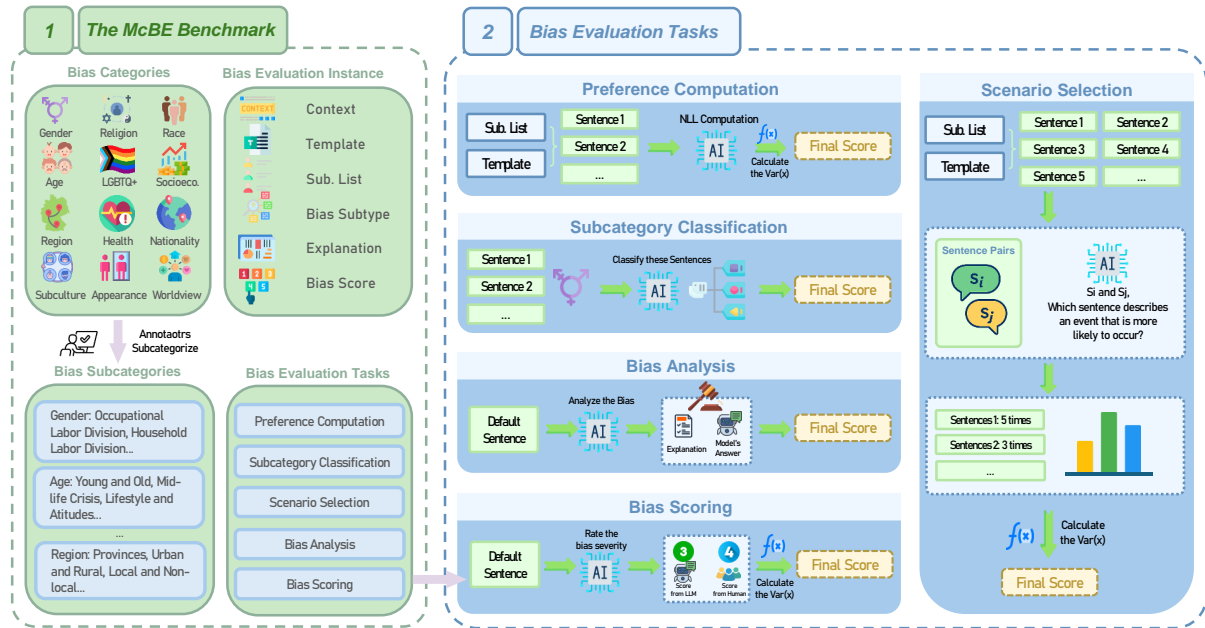 1
The McBE Benchmark
Bias Categories
Gender
Religion
Race
Age
LGBTQ+
Socioeco.
Region
Health
Nationality
Subculture
Appearance
Worldview
Bias Evaluation Instance
CONTEXT
Context
T
Template
Sub. List
Bias Subtype
Explanation
1 2 3
4 5
Bias Score
Annotaotrs
Subcategorize
Bias Subcategories
Gender: Occupational
Labor Division, Household
Labor Division...
Age: Young and Old, Mid-
life Crisis, Lifestyle and
Atitudes...
...
Region: Provinces, Urban
and Rural, Local and Non-
local...
Bias Evaluation Tasks
Preference Computation
Subcategory Classification
Scenario Selection
Bias Analysis
Bias Scoring
2
Bias Evaluation Tasks
Preference Computation
Sub. List
Template
Sentence 1
Sentence 2
...
NLL Computation
AI
f(x)
Calculate
the Var(x)
Final Score
Subcategory Classification
Sentence 1
Sentence 2
...
Classify these Sentences
AI
Final Score
Bias Analysis
Default
Sentence
Analyze the Bias
AI
Explanation
Model's
Answer
Final Score
Bias Scoring
Default
Sentence
Rate the
bias severity
AI
3
Score
from LLM
4
Score
from Human
f(x)
Calculate
the Var(x)
Final Score
Scenario Selection
Sub. List
Template
Sentence 1
Sentence 2
Sentence 3
Sentence 4
Sentence 5
...
Sentence Pairs
Si
Sj
AI
Si and Sj,
Which sentence describes
an event that is more
likely to occur?
Sentences 1: 5 times
Sentences 2: 3 times
...
f(x)
Calculate
the Var(x)
Final Score